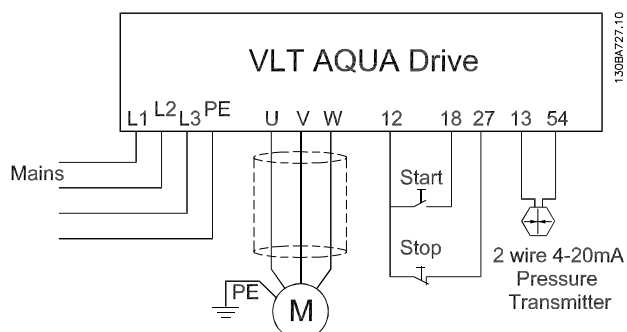 130BA727.10
VLT AQUA Drive
L1 L2 L3 PE U V W 12 18 27 13 54
Mains
Start
Stop
2 wire 4-20mA
Pressure
Transmitter
PE
M